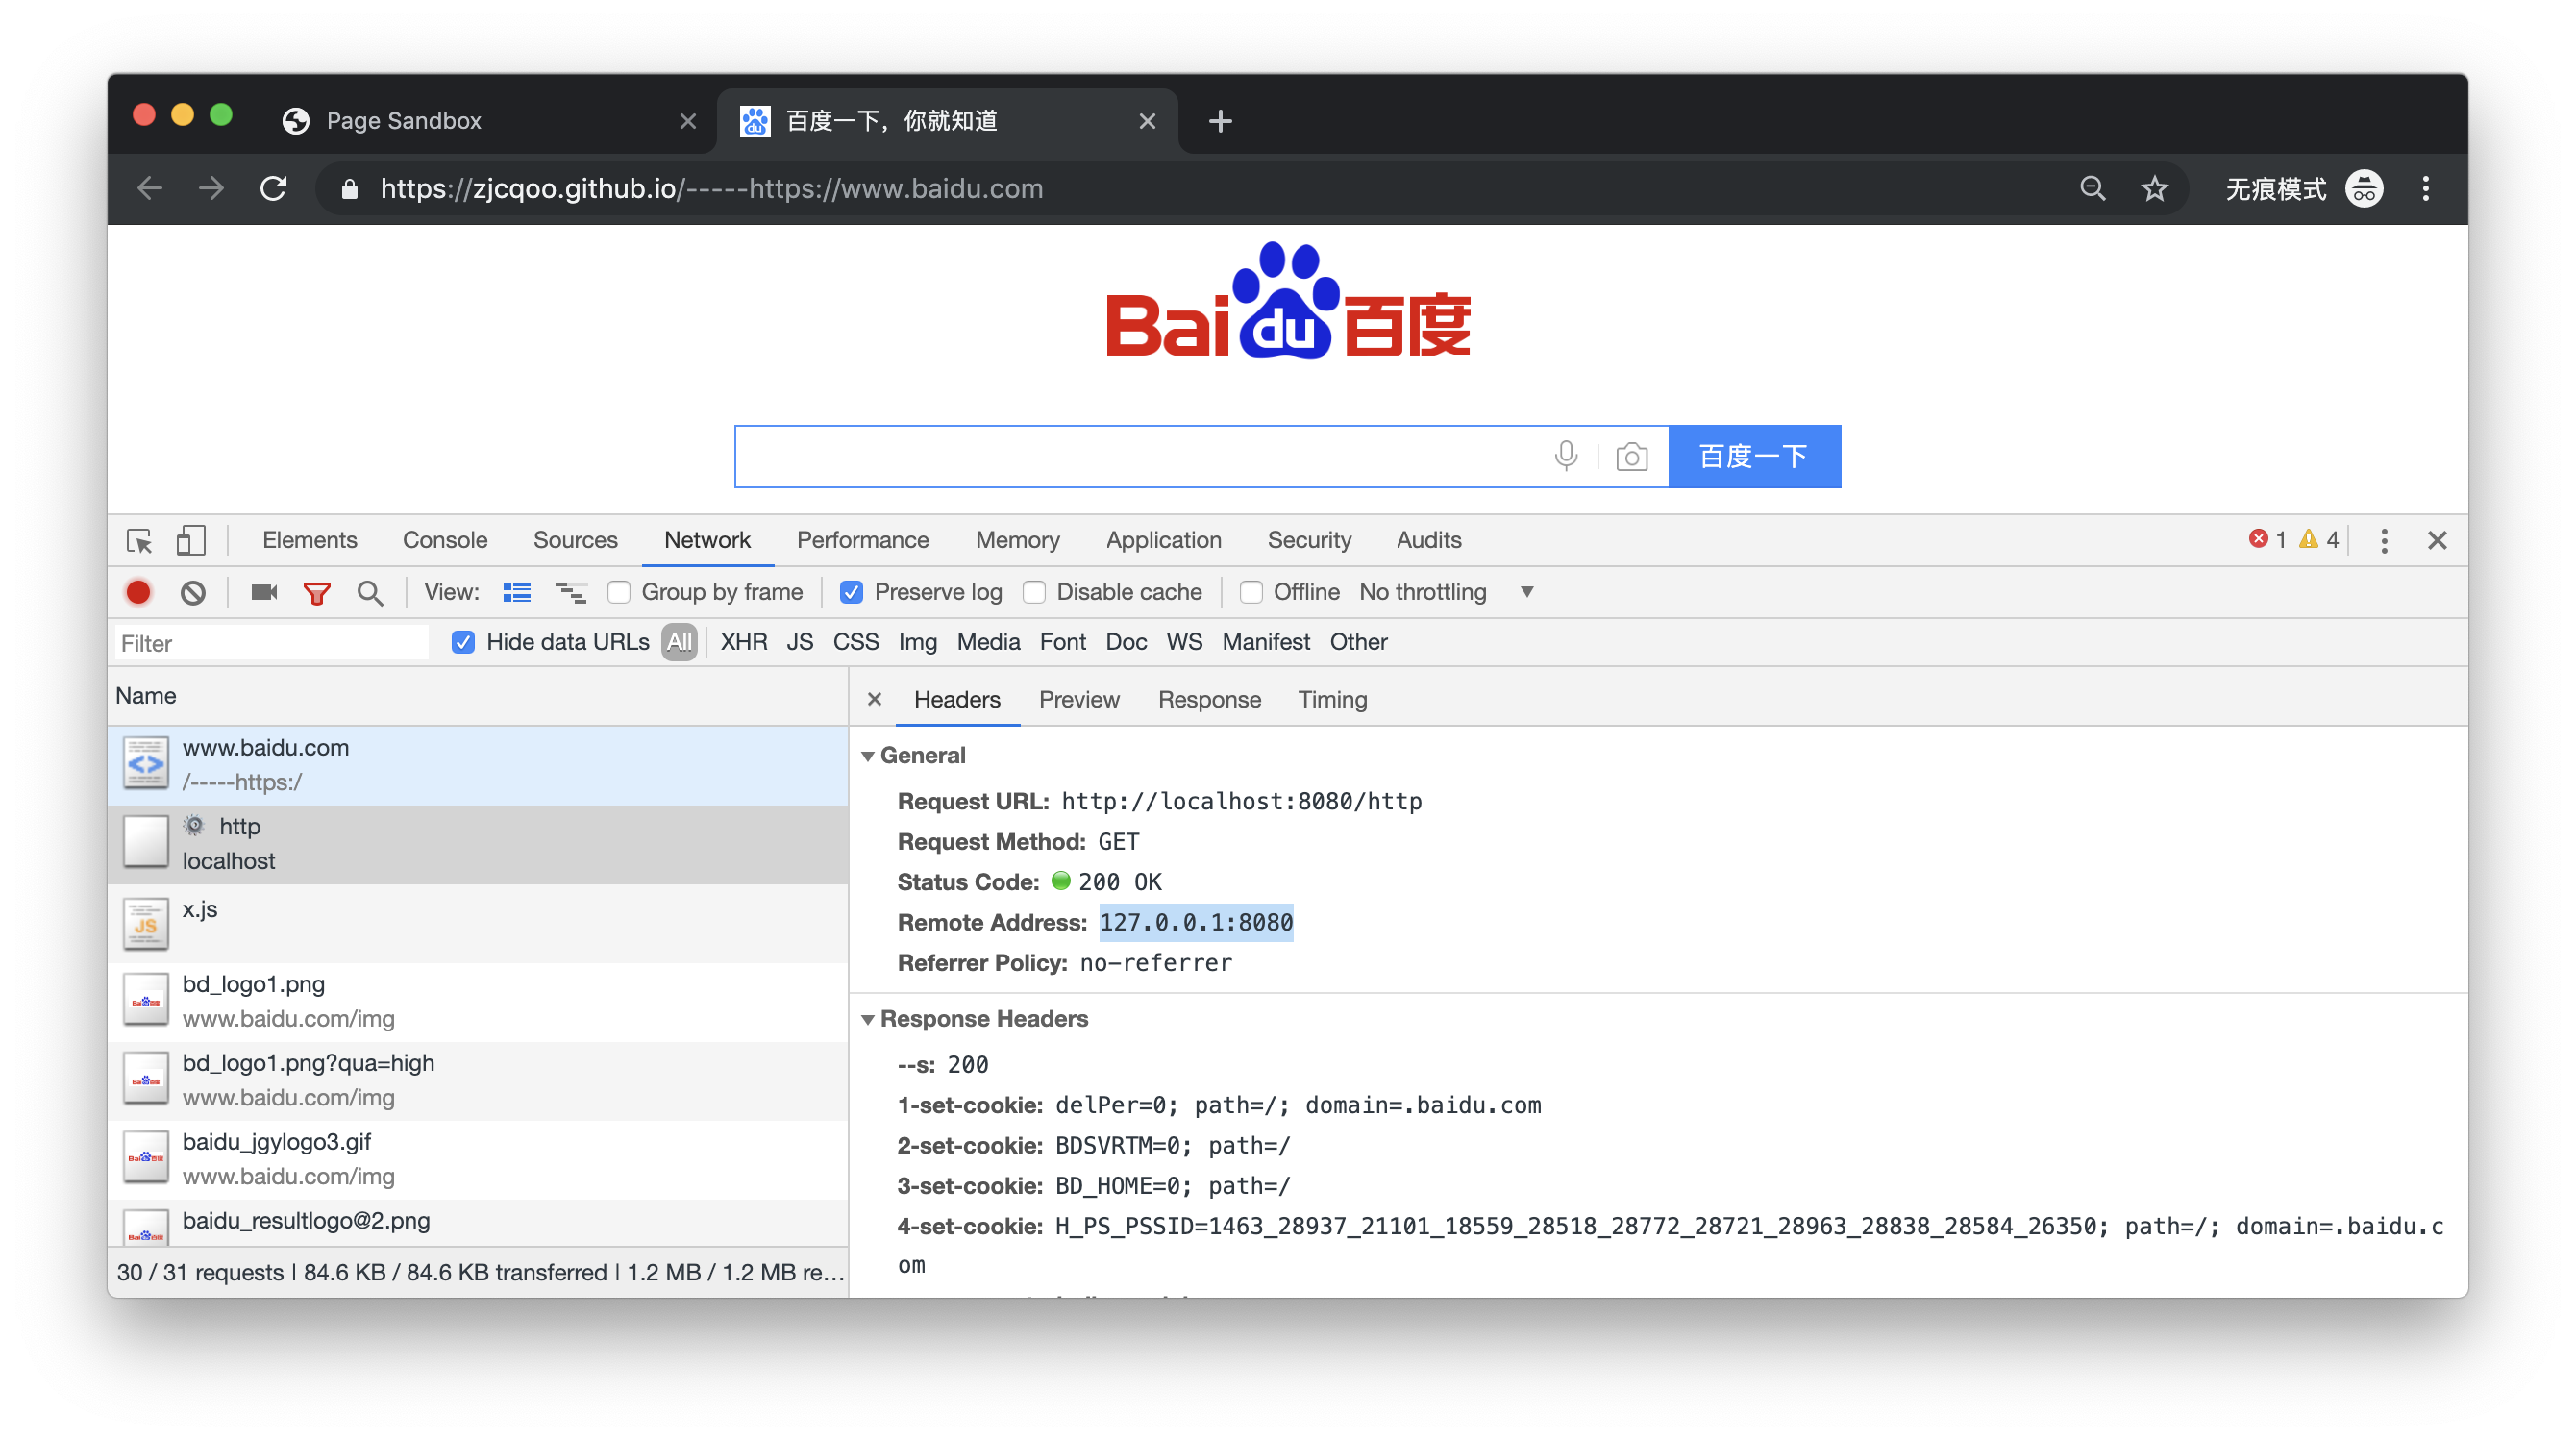 Page Sandbox
百度一下，你就知道
https://zjcqoo.github.io/-----https://www.baidu.com
无痕模式
Bai du 百度
百度一下
Elements Console Sources Network Performance Memory Application Security Audits 1 4
View: Group by frame Preserve log Disable cache Offline No throttling
Filter Hide data URLs All XHR JS CSS Img Media Font Doc WS Manifest Other
Name
www.baidu.com
/-----https:/
http
localhost
x.js
bd_logo1.png
www.baidu.com/img
bd_logo1.png?qua=high
www.baidu.com/img
baidu_jgylogo3.gif
www.baidu.com/img
baidu_resultlogo@2.png
30 / 31 requests | 84.6 KB / 84.6 KB transferred | 1.2 MB / 1.2 MB re...
Headers Preview Response Timing
General
Request URL: http://localhost:8080/http
Request Method: GET
Status Code: 200 OK
Remote Address: 127.0.0.1:8080
Referrer Policy: no-referrer
Response Headers
--s: 200
1-set-cookie: delPer=0; path=/; domain=.baidu.com
2-set-cookie: BDSVRTM=0; path=/
3-set-cookie: BD_HOME=0; path=/
4-set-cookie: H_PS_PSSID=1463_28937_21101_18559_28518_28772_28721_28963_28838_28584_26350; path=/; domain=.baidu.c
om